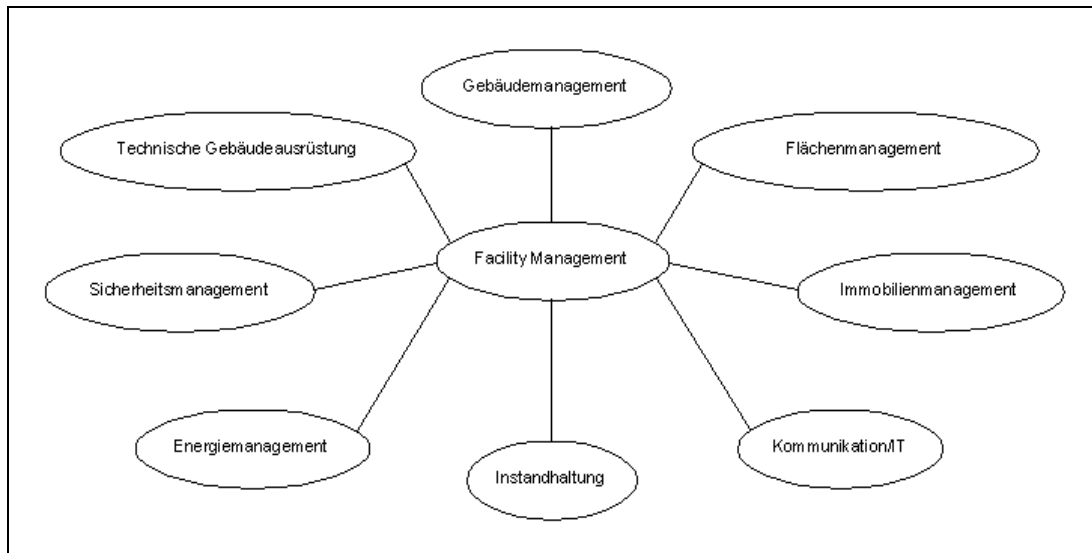 Gebäudemanagement
Technische Gebäudeausrüstung
Flächenmanagement
Facility Management
Sicherheitsmanagement
Immobilienmanagement
Energiemanagement
Kommunikation/IT
Instandhaltung